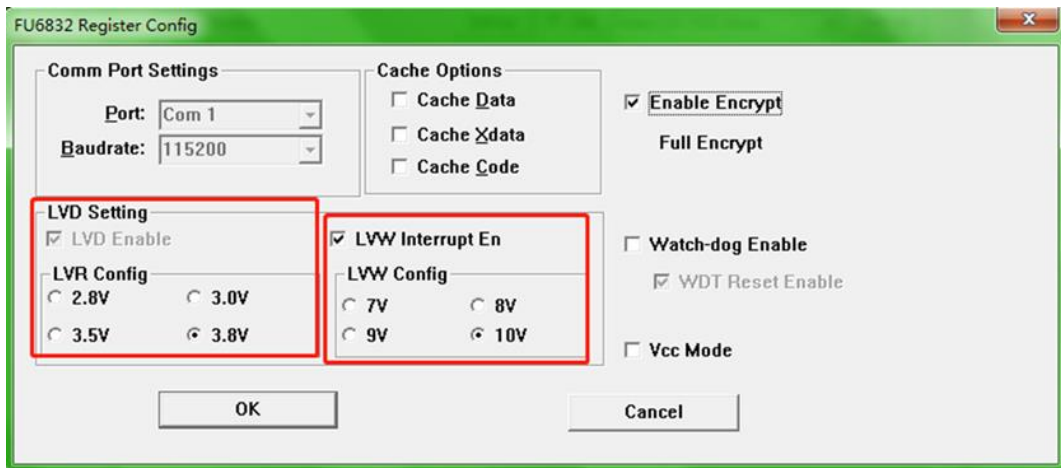 FU6832 Register Config
x
Comm Port Settings
Port: Com 1
Baudrate: 115200
Cache Options
Cache Data
Cache Xdata
Cache Code
Enable Encrypt
Full Encrypt
LVD Setting
LVD Enable
LVR Config
2.8V 3.0V
3.5V 3.8V
LVW Interrupt En
LVW Config
7V 8V
9V 10V
Watch-dog Enable
WDT Reset Enable
Vcc Mode
OK
Cancel